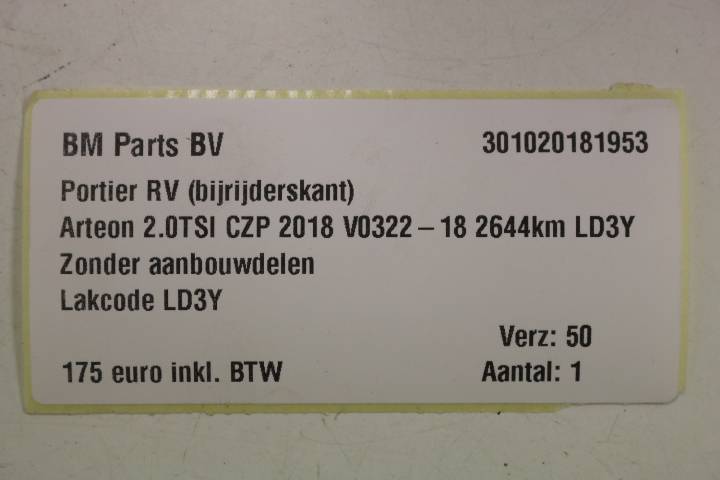 BM Parts BV 301020181953
Portier RV (bijrijderskant)
Arteon 2.0TSI CZP 2018 V0322 – 18 2644km LD3Y
Zonder aanbouwdelen
Lakcode LD3Y
Verz: 50
175 euro inkl. BTW Aantal: 1